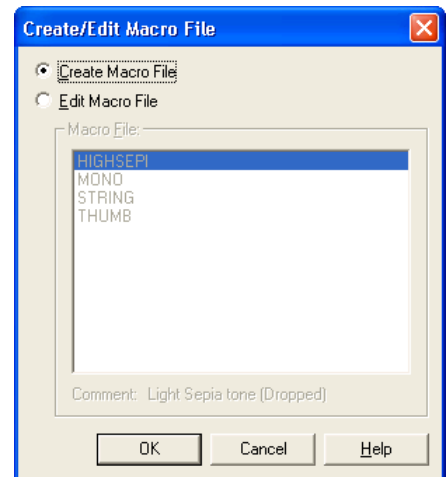 Create/Edit Macro File
Create Macro File
Edit Macro File
Macro File:
HIGHSEPI
MONO
STRING
THUMB
Comment: Light Sepia tone (Dropped)
OK Cancel Help